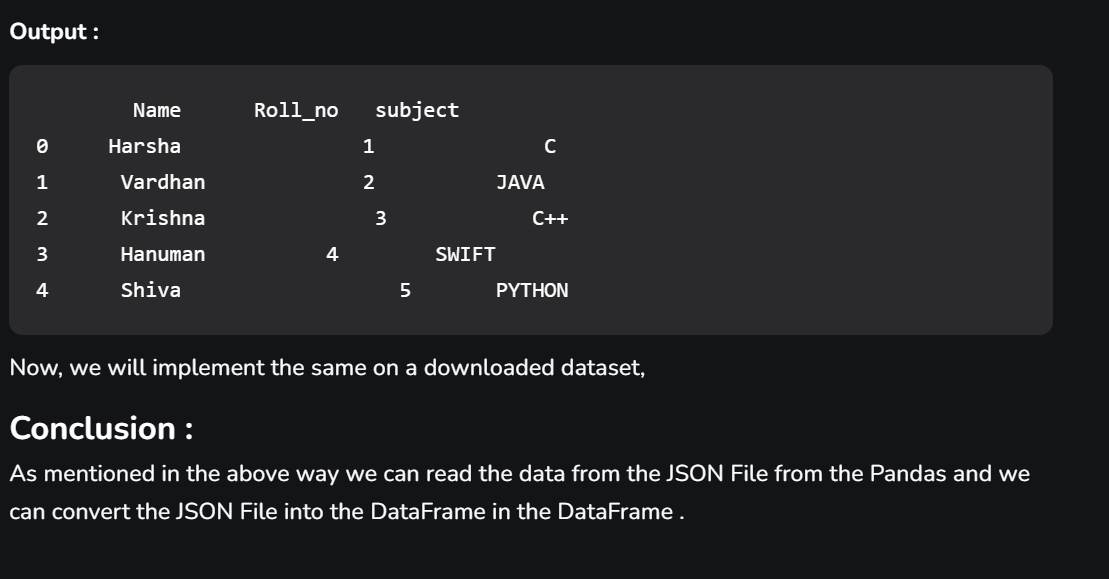 Output :
Name Roll_no subject
0 Harsha 1 C
1 Vardhan 2 JAVA
2 Krishna 3 C++
3 Hanuman 4 SWIFT
4 Shiva 5 PYTHON
Now, we will implement the same on a downloaded dataset,
Conclusion :
As mentioned in the above way we can read the data from the JSON File from the Pandas and we
can convert the JSON File into the DataFrame in the DataFrame .